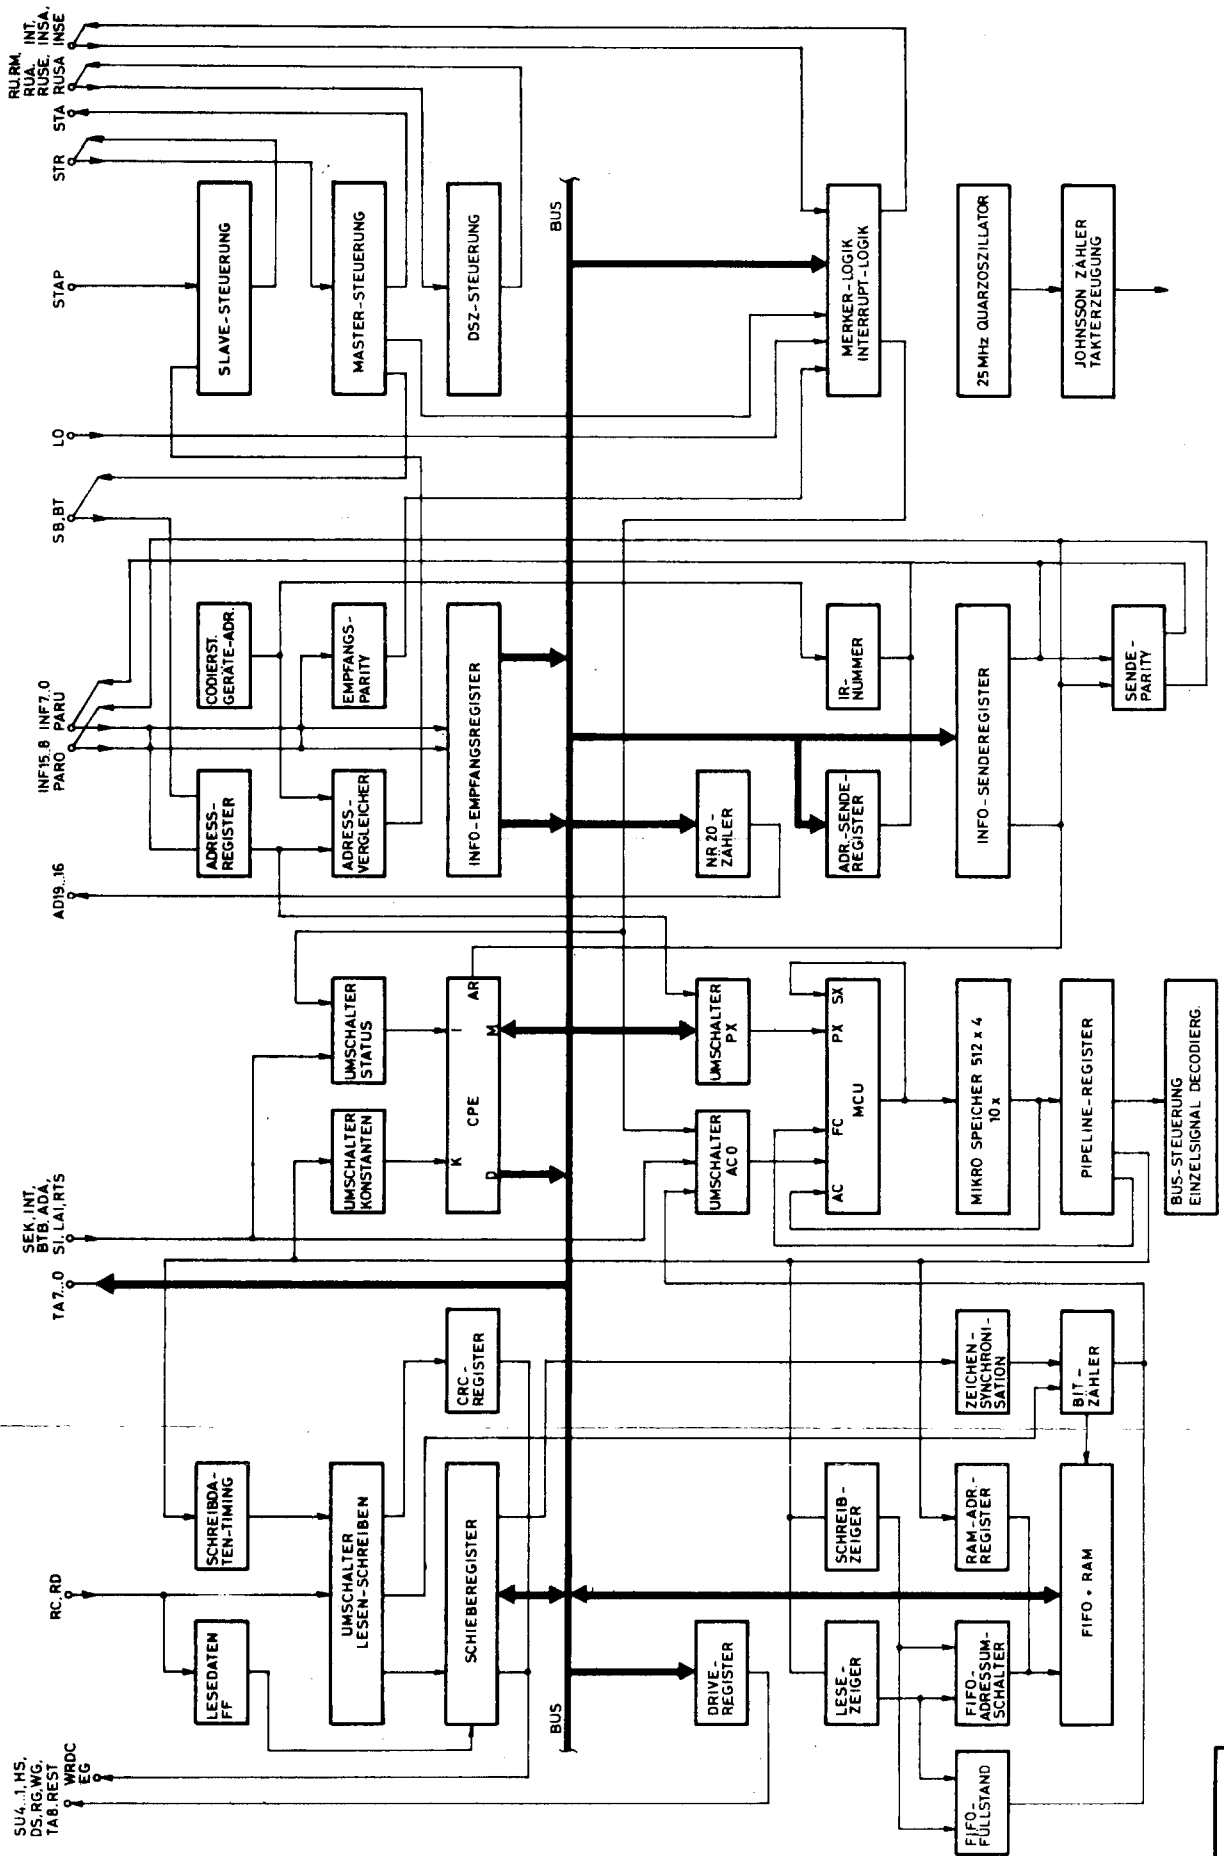 SU4...1, HS,
DS, RG, WG,
TAB, REST
WRDC
EG
RC, RD
TA7...0
SEK, INT,
BTB, ADA,
SI, LAI, RTS
AD19...16
INF15..8
PARO
INF7..0
PARU
SB, BT
LO
STAP
STR
STA
RU, RM,
RUA,
RUSE,
RUSA
INT,
INSA,
INSE
LESEDATEN
FF
SCHREIBDA-
TEN-TIMING
ADRESS-
REGISTER
CODIERST.
GERÄTE-ADR.
SLAVE-STEUERUNG
UMSCHALTER
LESEN-SCHREIBEN
UMSCHALTER
KONSTANTEN
UMSCHALTER
STATUS
ADRESS-
VERGLEICHER
EMPFANGS-
PARITY
MASTER-STEUERUNG
SCHIEBEREGISTER
CRC-
REGISTER
K
I
AR
CPE
D
M
INFO-EMPFANGSREGISTER
DSZ-STEUERUNG
BUS
BUS
DRIVE-
REGISTER
UMSCHALTER
AC0
UMSCHALTER
PX
NR 20-
ZÄHLER
LESE-
ZEIGER
SCHREIB-
ZEIGER
AC
FC
PX
SX
MCU
ADR.-SENDE-
REGISTER
IR-
NUMMER
MERKER-LOGIK
INTERRUPT-LOGIK
FIFO-
FÜLLSTAND
FIFO-
ADRESSUM-
SCHALTER
RAM-ADR.-
REGISTER
ZEICHEN-
SYNCHRONI-
SATION
MIKRO SPEICHER 512 x 4
10 x
INFO-SENDEREGISTER
25 MHz QUARZOSZILLATOR
FIFO + RAM
BIT-
ZÄHLER
PIPELINE-REGISTER
SENDE-
PARITY
JOHNSSON ZÄHLER
TAKTERZEUGUNG
BUS-STEUERUNG
EINZELSIGNAL DECODIERG.